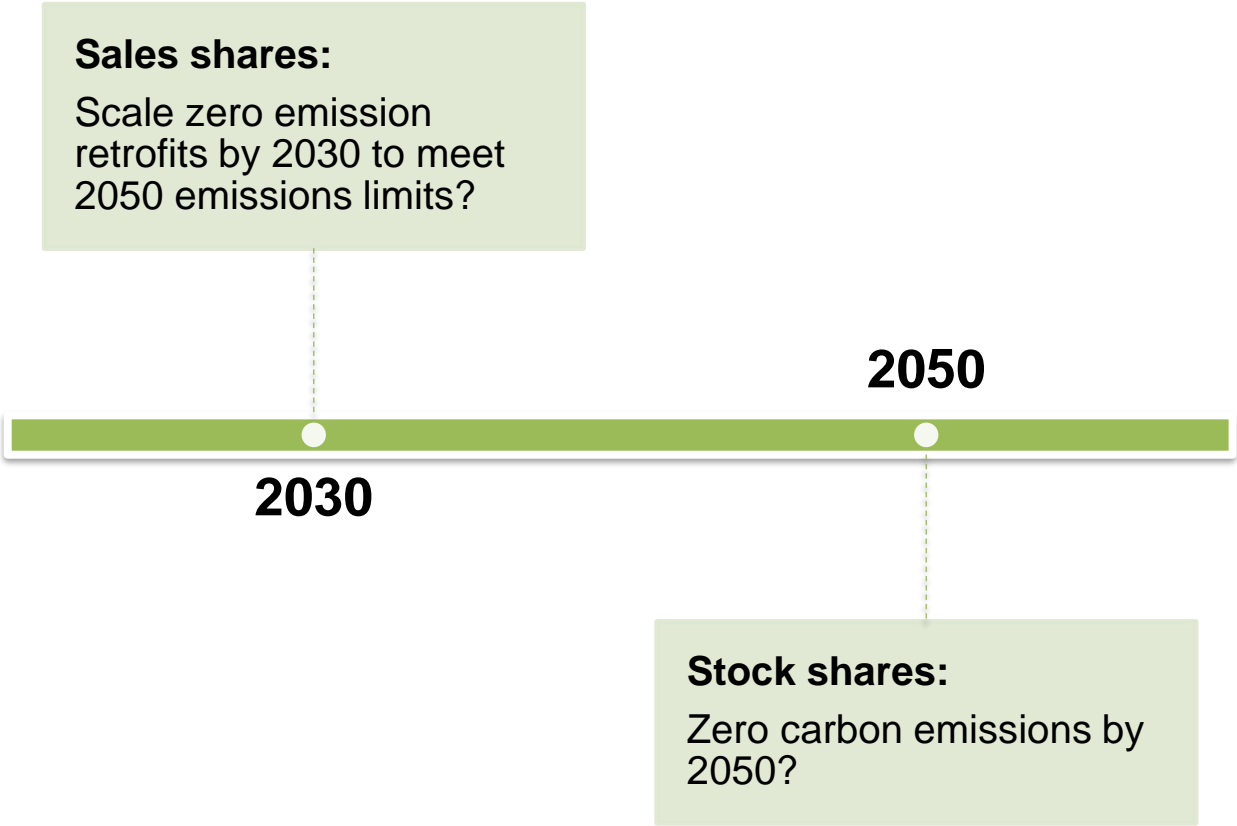 Sales shares:
Scale zero emission
retrofits by 2030 to meet
2050 emissions limits?
2050
2030
Stock shares:
Zero carbon emissions by
2050?